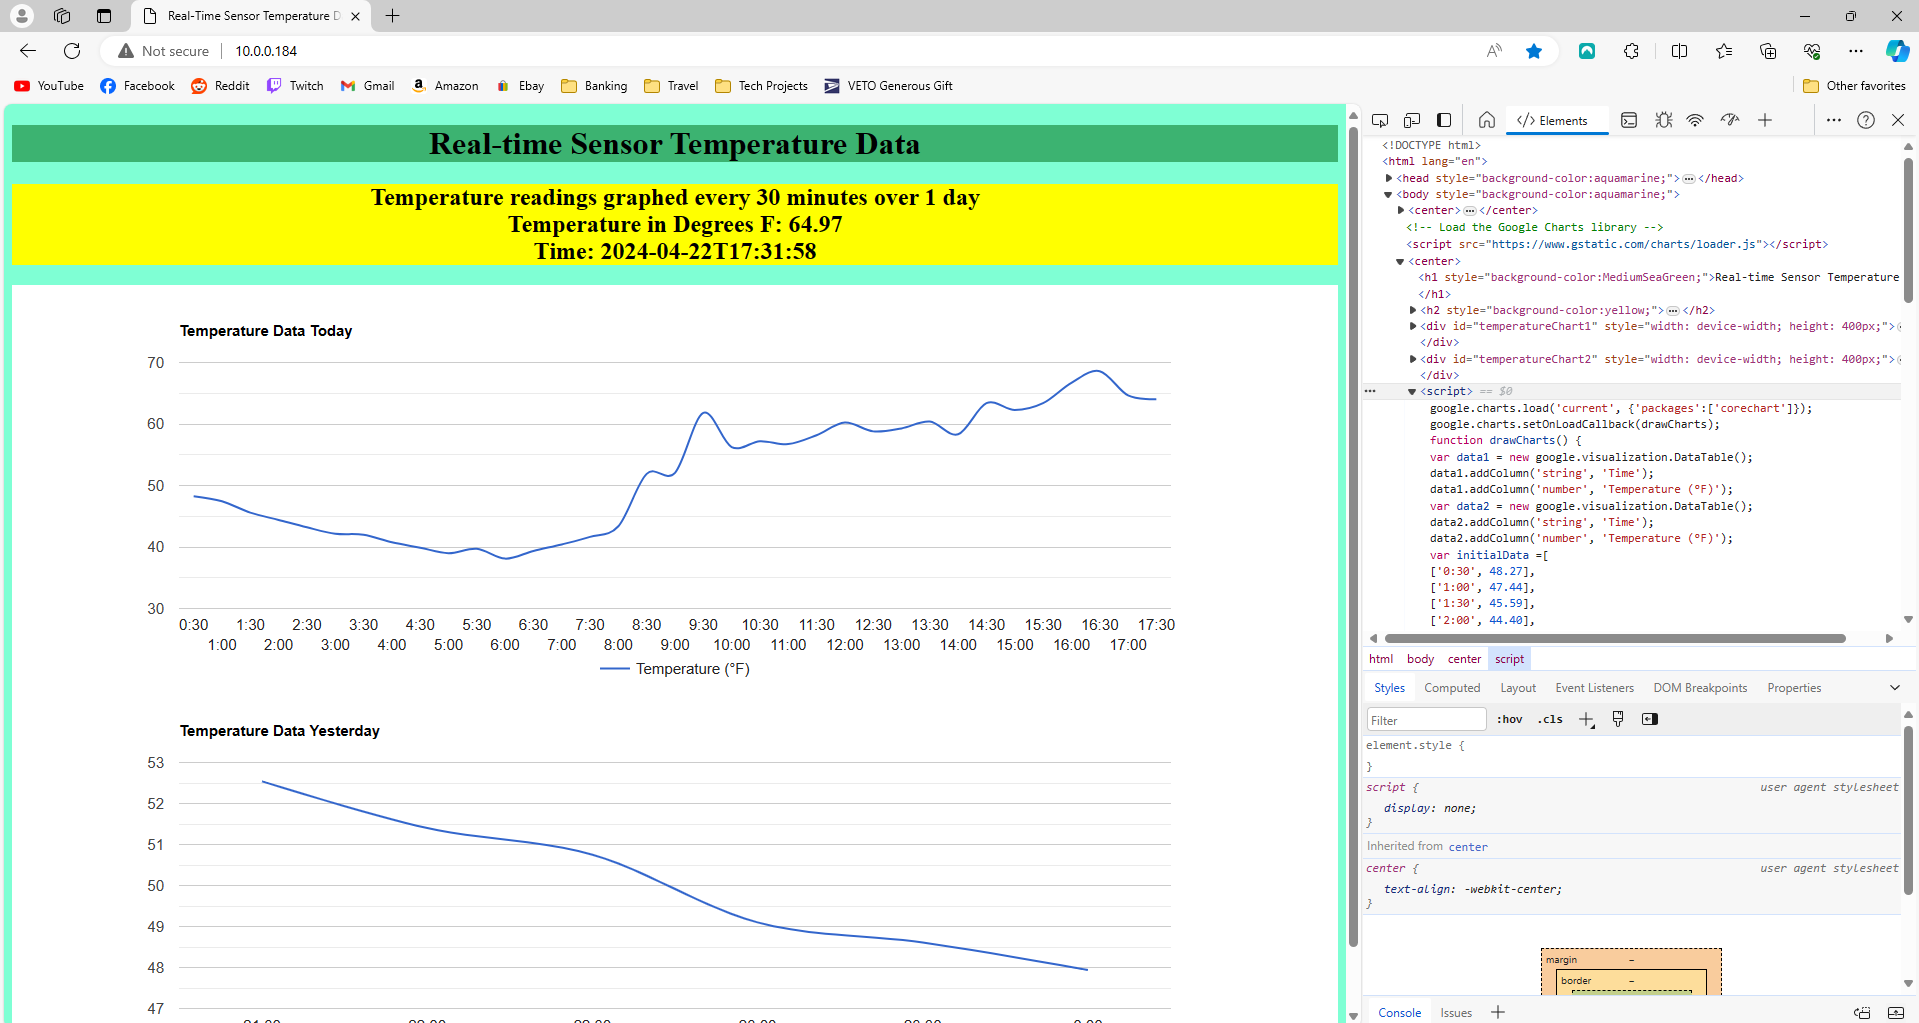 Real-Time Sensor Temperature D
Not secure
10.0.0.184
YouTube
Facebook
Reddit
Twitch
Gmail
Amazon
Ebay
Banking
Travel
Tech Projects
VETO Generous Gift
Other favorites
Real-time Sensor Temperature Data
Temperature readings graphed every 30 minutes over 1 day
Temperature in Degrees F: 64.97
Time: 2024-04-22T17:31:58
Temperature Data Today
70
60
50
40
30
0:30 1:30 2:30 3:30 4:30 5:30 6:30 7:30 8:30 9:30 10:30 11:30 12:30 13:30 14:30 15:30 16:30 17:30
1:00 2:00 3:00 4:00 5:00 6:00 7:00 8:00 9:00 10:00 11:00 12:00 13:00 14:00 15:00 16:00 17:00
Temperature (°F)
Temperature Data Yesterday
53
52
51
50
49
48
47
Elements
<!DOCTYPE html>
<html lang="en">
<head style="background-color:aquamarine;"> </head>
<body style="background-color:aquamarine;">
<center> </center>
<!-- Load the Google Charts library -->
<script src="https://www.gstatic.com/charts/loader.js"></script>
<center>
<h1 style="background-color:MediumSeaGreen;">Real-time Sensor Temperature
</h1>
<h2 style="background-color:yellow;"> </h2>
<div id="temperatureChart1" style="width: device-width; height: 400px;">
</div>
<div id="temperatureChart2" style="width: device-width; height: 400px;">
</div>
<script> == $0
google.charts.load('current', {'packages':['corechart']});
google.charts.setOnLoadCallback(drawCharts);
function drawCharts() {
var data1 = new google.visualization.DataTable();
data1.addColumn('string', 'Time');
data1.addColumn('number', 'Temperature (°F)');
var data2 = new google.visualization.DataTable();
data2.addColumn('string', 'Time');
data2.addColumn('number', 'Temperature (°F)');
var initialData =[
['0:30', 48.27],
['1:00', 47.44],
['1:30', 45.59],
['2:00', 44.40],
html body center script
Styles Computed Layout Event Listeners DOM Breakpoints Properties
Filter
:hov .cls
element.style {
}
script { user agent stylesheet
display: none;
}
Inherited from center
center { user agent stylesheet
text-align: -webkit-center;
}
margin –
border –
Console Issues